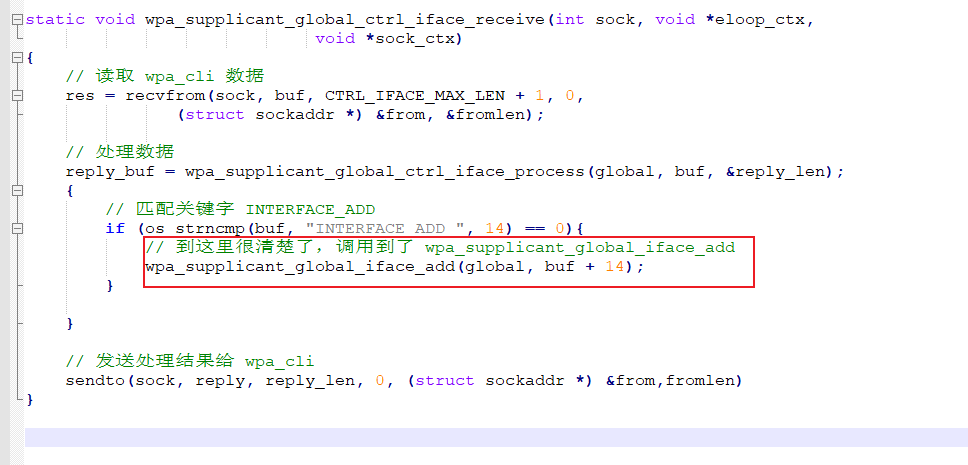 static void wpa_supplicant_global_ctrl_iface_receive(int sock, void *eloop_ctx,
void *sock_ctx)
{
// 读取 wpa_cli 数据
res = recvfrom(sock, buf, CTRL_IFACE_MAX_LEN + 1, 0,
(struct sockaddr *) &from, &fromlen);
// 处理数据
reply_buf = wpa_supplicant_global_ctrl_iface_process(global, buf, &reply_len);
{
// 匹配关键字 INTERFACE_ADD
if (os_strncmp(buf, "INTERFACE_ADD ", 14) == 0){
// 到这里很清楚了，调用到了 wpa_supplicant_global_iface_add
wpa_supplicant_global_iface_add(global, buf + 14);
}
}
// 发送处理结果给 wpa_cli
sendto(sock, reply, reply_len, 0, (struct sockaddr *) &from,fromlen)
}